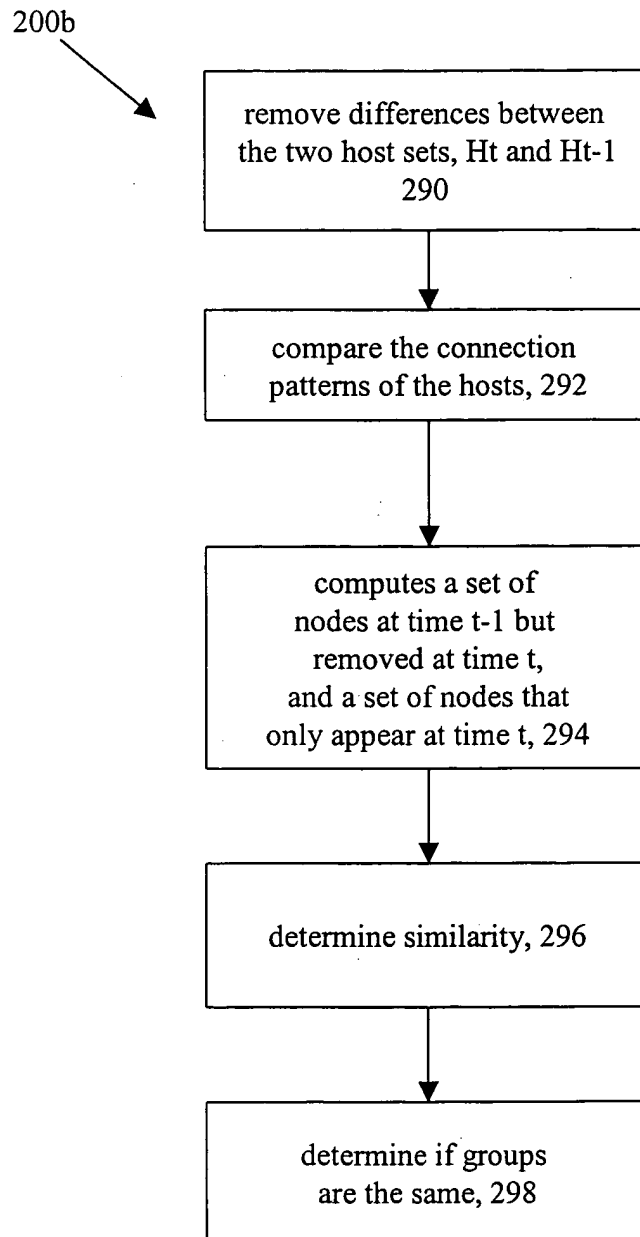 200b
remove differences between
the two host sets, Ht and Ht-1
290
compare the connection
patterns of the hosts, 292
computes a set of
nodes at time t-1 but
removed at time t,
and a set of nodes that
only appear at time t, 294
determine similarity, 296
determine if groups
are the same, 298